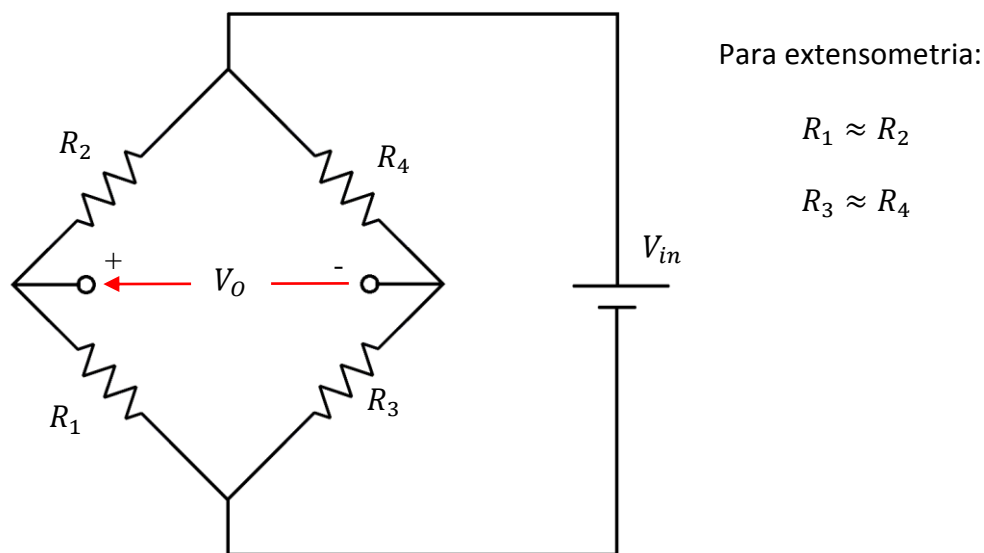 Para extensometria:
R₁ ≈ R₂
R₃ ≈ R₄
R₂
R₄
+
V_O
-
V_in
R₁
R₃